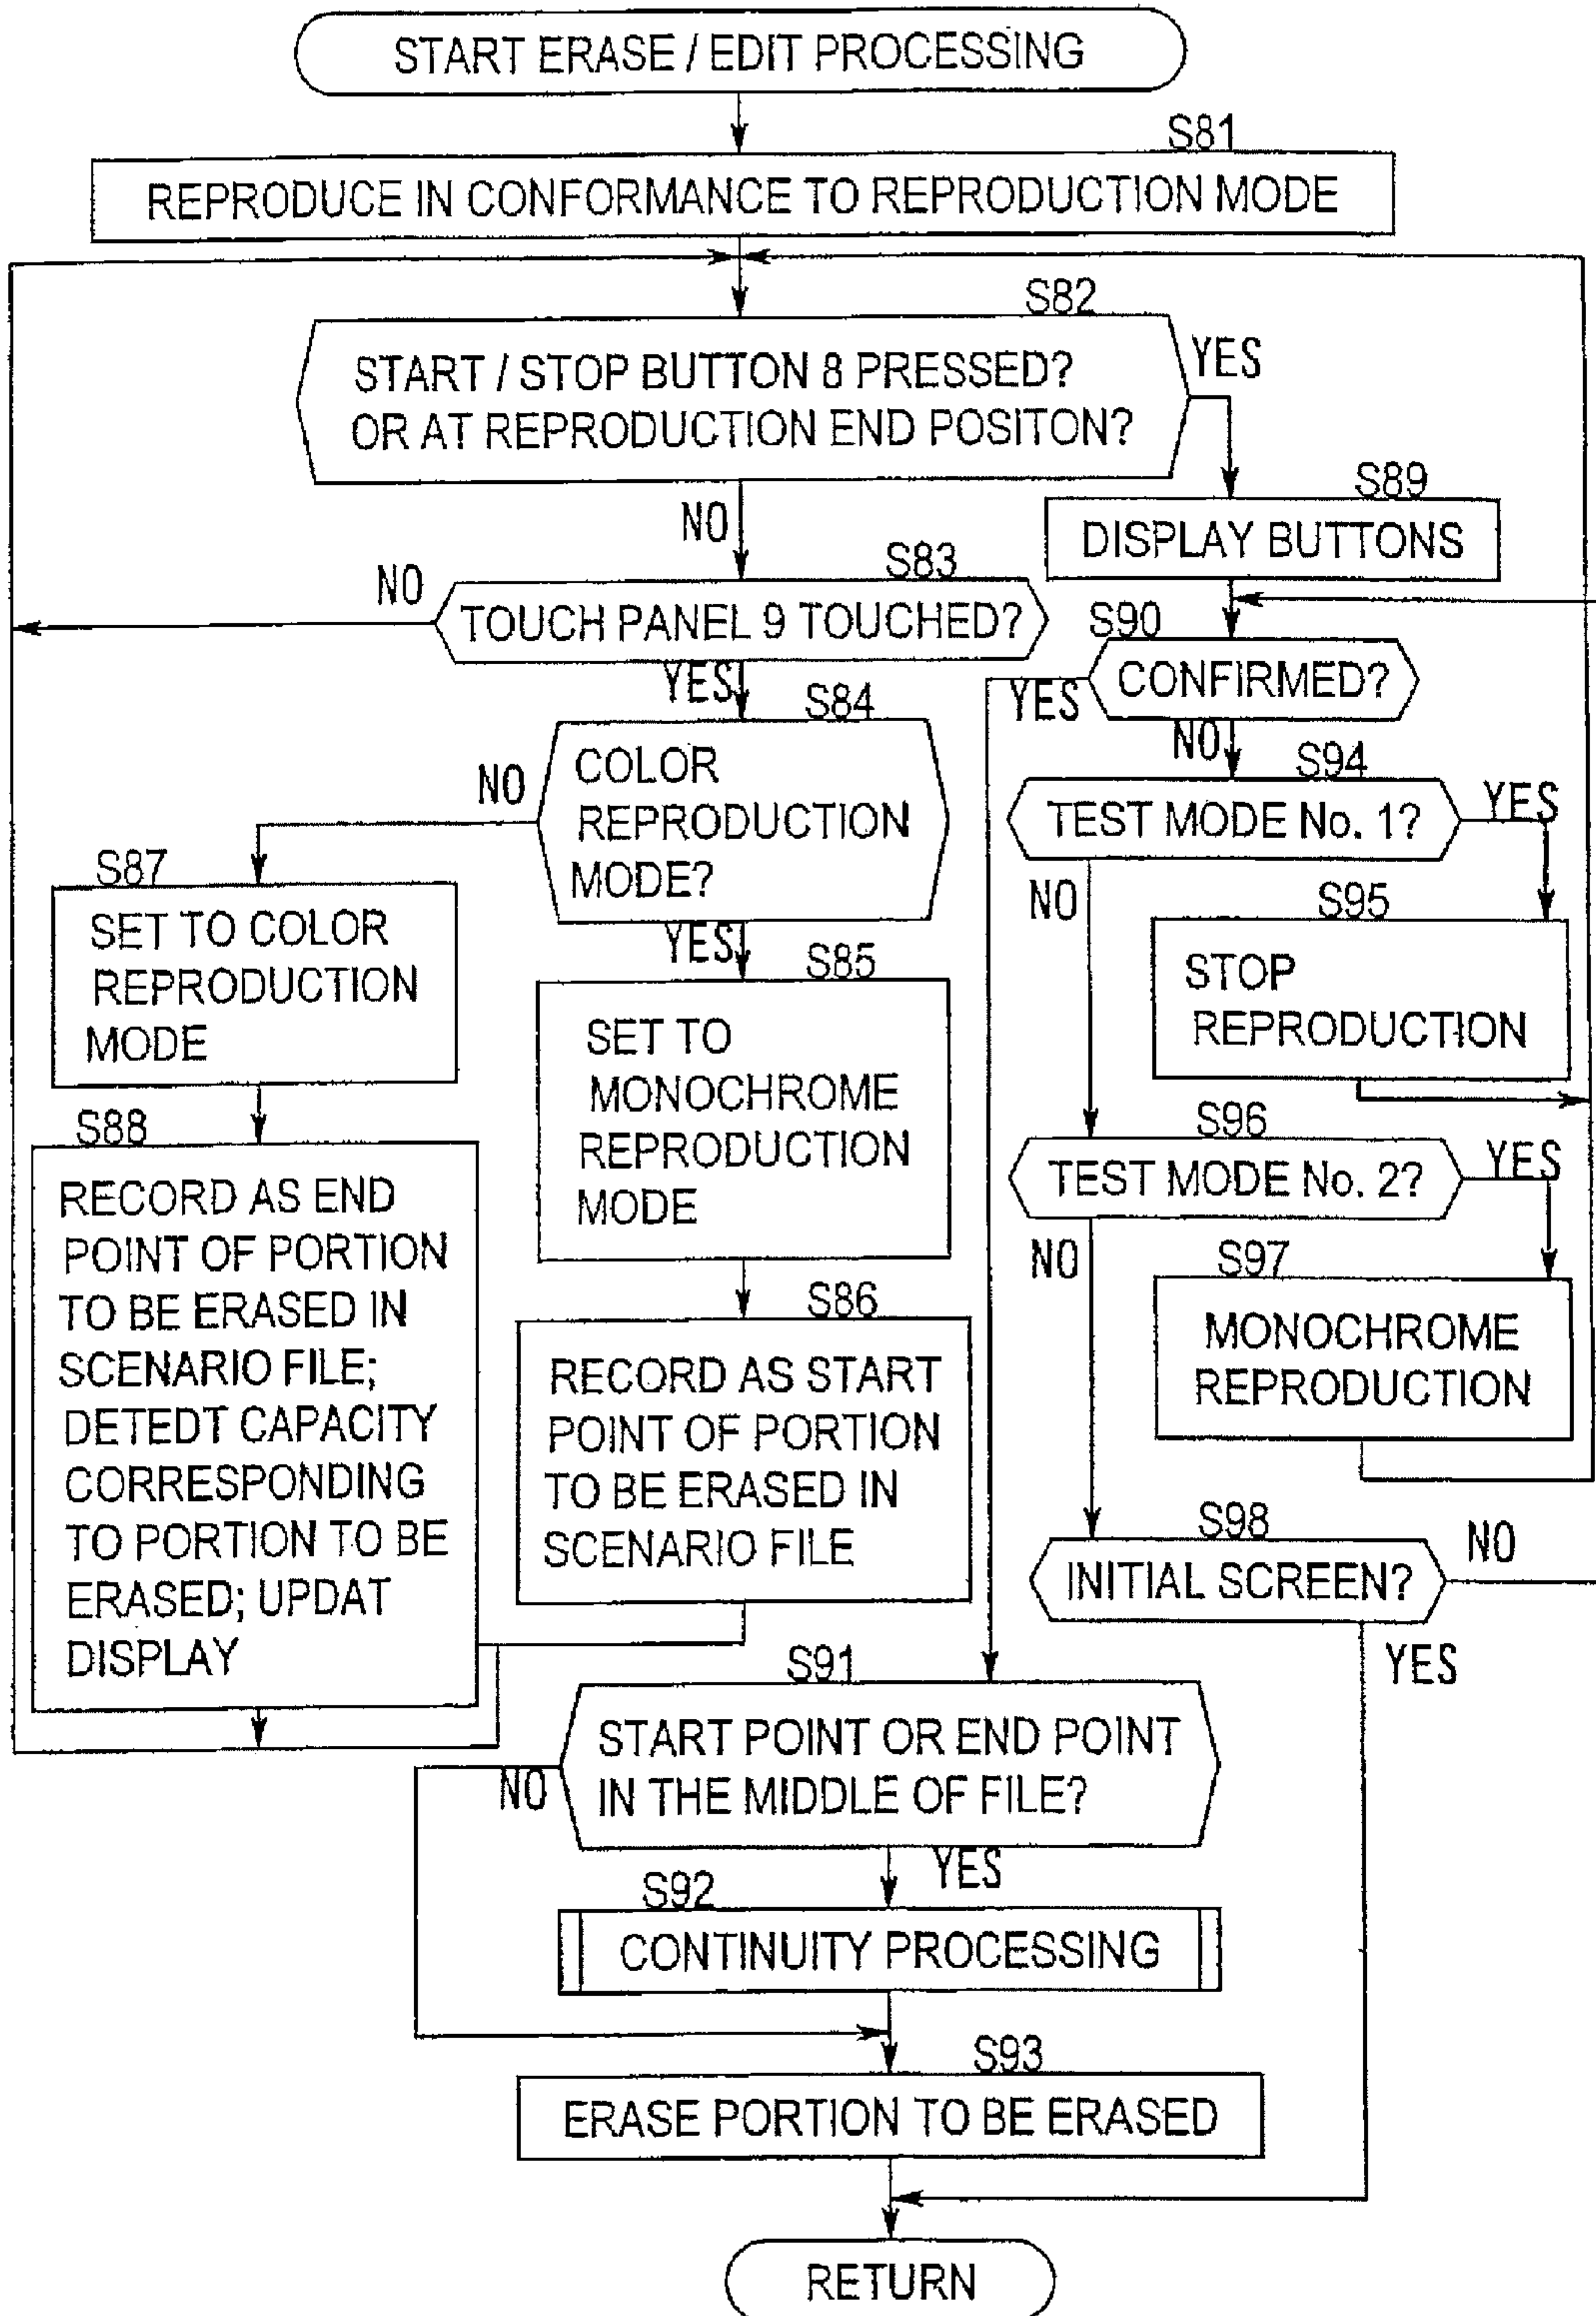 START ERASE / EDIT PROCESSING
S81
REPRODUCE IN CONFORMANCE TO REPRODUCTION MODE
S82
START / STOP BUTTON 8 PRESSED?
OR AT REPRODUCTION END POSITON?
YES
NO
S89
DISPLAY BUTTONS
S83
NO
TOUCH PANEL 9 TOUCHED?
YES
S90
CONFIRMED?
YES
NO
S84
COLOR
REPRODUCTION
MODE?
NO
YES
S94
TEST MODE No. 1?
YES
NO
S95
STOP
REPRODUCTION
S87
SET TO COLOR
REPRODUCTION
MODE
S85
SET TO
MONOCHROME
REPRODUCTION
MODE
S96
TEST MODE No. 2?
YES
NO
S97
MONOCHROME
REPRODUCTION
S88
RECORD AS END
POINT OF PORTION
TO BE ERASED IN
SCENARIO FILE;
DETEDT CAPACITY
CORRESPONDING
TO PORTION TO BE
ERASED; UPDAT
DISPLAY
S86
RECORD AS START
POINT OF PORTION
TO BE ERASED IN
SCENARIO FILE
S98
INITIAL SCREEN?
NO
YES
S91
START POINT OR END POINT
IN THE MIDDLE OF FILE?
NO
YES
S92
CONTINUITY PROCESSING
S93
ERASE PORTION TO BE ERASED
RETURN